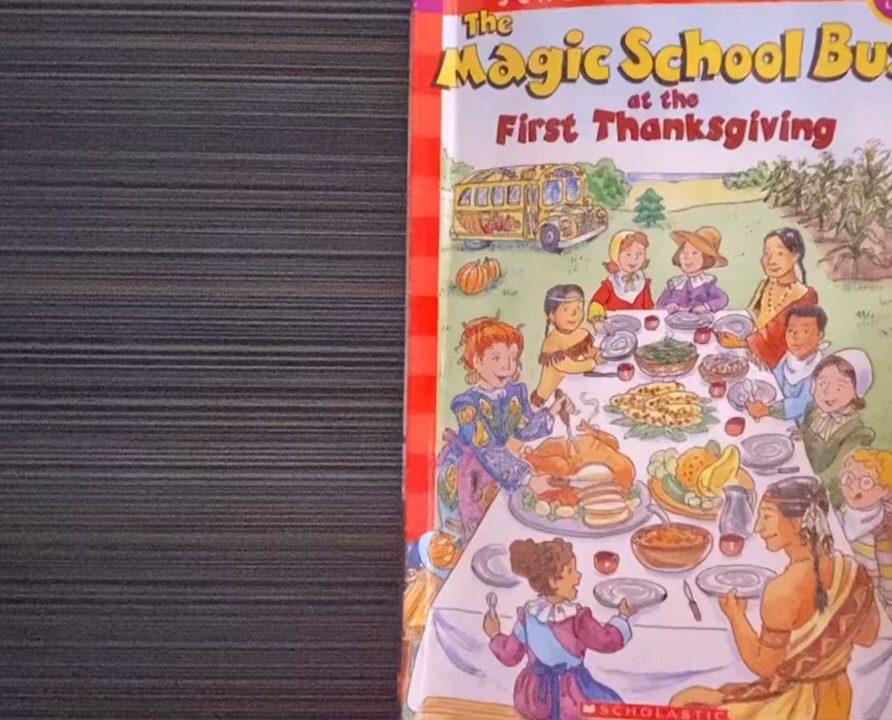 The
Magic School Bus
at the
First Thanksgiving
SCHOLASTIC